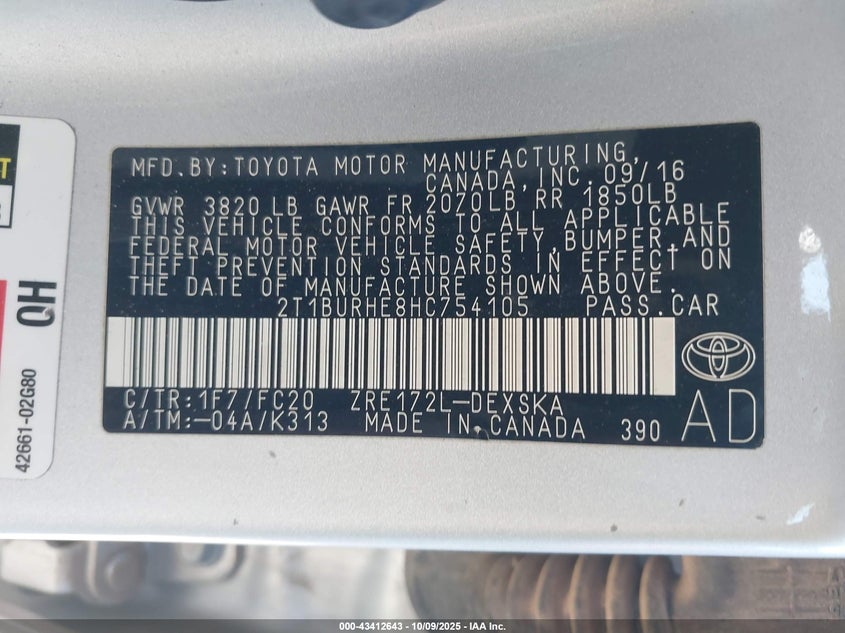 MFD.BY:TOYOTA MOTOR MANUFACTURING,
CANADA,INC. 09/16
GVWR 3820 LB GAWR FR 2070LB RR 1850LB
THIS VEHICLE CONFORMS TO ALL APPLICABLE
FEDERAL MOTOR VEHICLE SAFETY,BUMPER,AND
THEFT PREVENTION STANDARDS IN EFFECT ON
THE DATE OF MANUFACTURE SHOWN ABOVE.
2T1BURHE8HC754105 PASS.CAR
C/TR:1F7/FC20 ZRE172L-DEXSKA
A/TM:-04A/K313 MADE IN CANADA 390 AD
QH
42661-02G80
000-43412643 - 10/09/2025 - IAA Inc.